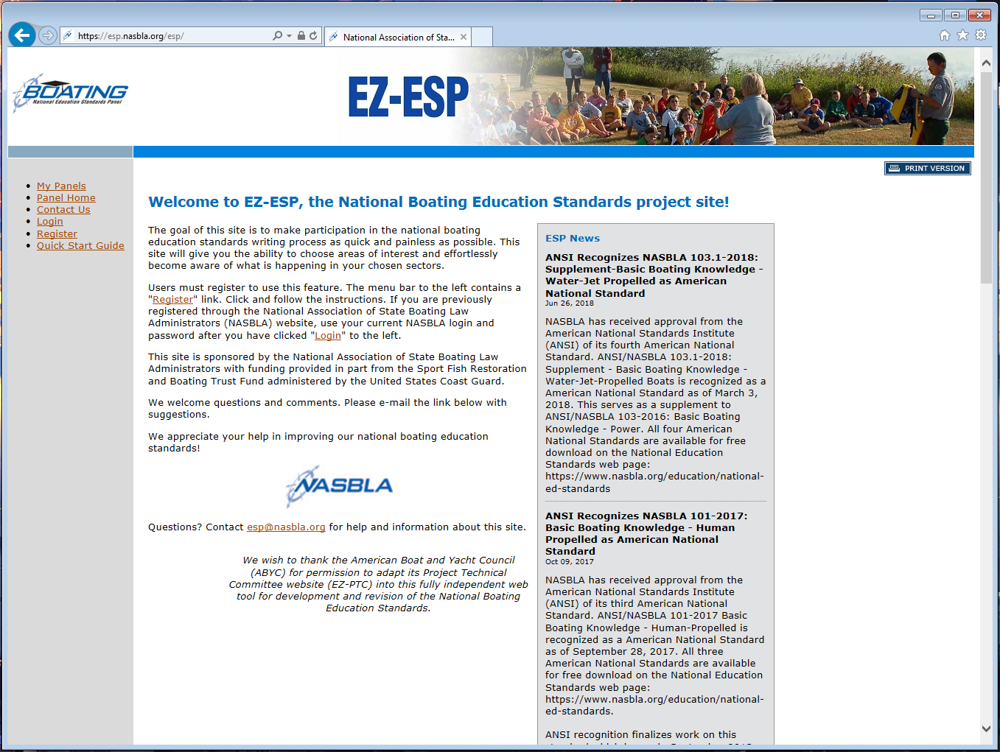 https://esp.nasbla.org/esp/
National Association of Sta...
BOATING
National Education Standards Panel
EZ-ESP
PRINT VERSION
My Panels
Panel Home
Contact Us
Login
Register
Quick Start Guide
Welcome to EZ-ESP, the National Boating Education Standards project site!
The goal of this site is to make participation in the national boating
education standards writing process as quick and painless as possible. This
site will give you the ability to choose areas of interest and effortlessly
become aware of what is happening in your chosen sectors.
Users must register to use this feature. The menu bar to the left contains a
"Register" link. Click and follow the instructions. If you are previously
registered through the National Association of State Boating Law
Administrators (NASBLA) website, use your current NASBLA login and
password after you have clicked "Login" to the left.
This site is sponsored by the National Association of State Boating Law
Administrators with funding provided in part from the Sport Fish Restoration
and Boating Trust Fund administered by the United States Coast Guard.
We welcome questions and comments. Please e-mail the link below with
suggestions.
We appreciate your help in improving our national boating education
standards!
NASBLA
Questions? Contact esp@nasbla.org for help and information about this site.
We wish to thank the American Boat and Yacht Council
(ABYC) for permission to adapt its Project Technical
Committee website (EZ-PTC) into this fully independent web
tool for development and revision of the National Boating
Education Standards.
ESP News
ANSI Recognizes NASBLA 103.1-2018:
Supplement-Basic Boating Knowledge -
Water-Jet Propelled as American
National Standard
Jun 26, 2018
NASBLA has received approval from the
American National Standards Institute
(ANSI) of its fourth American National
Standard. ANSI/NASBLA 103.1-2018:
Supplement - Basic Boating Knowledge -
Water-Jet-Propelled Boats is recognized as a
American National Standard as of March 3,
2018. This serves as a supplement to
ANSI/NASBLA 103-2016: Basic Boating
Knowledge - Power. All four American
National Standards are available for free
download on the National Education
Standards web page:
https://www.nasbla.org/education/national-
ed-standards
ANSI Recognizes NASBLA 101-2017:
Basic Boating Knowledge - Human
Propelled as American National
Standard
Oct 09, 2017
NASBLA has received approval from the
American National Standards Institute
(ANSI) of its third American National
Standard. ANSI/NASBLA 101-2017 Basic
Boating Knowledge - Human-Propelled is
recognized as a American National Standard
as of September 28, 2017. All three
American National Standards are available
for free download on the National Education
Standards web page:
https://www.nasbla.org/education/national-
ed-standards.
ANSI recognition finalizes work on this